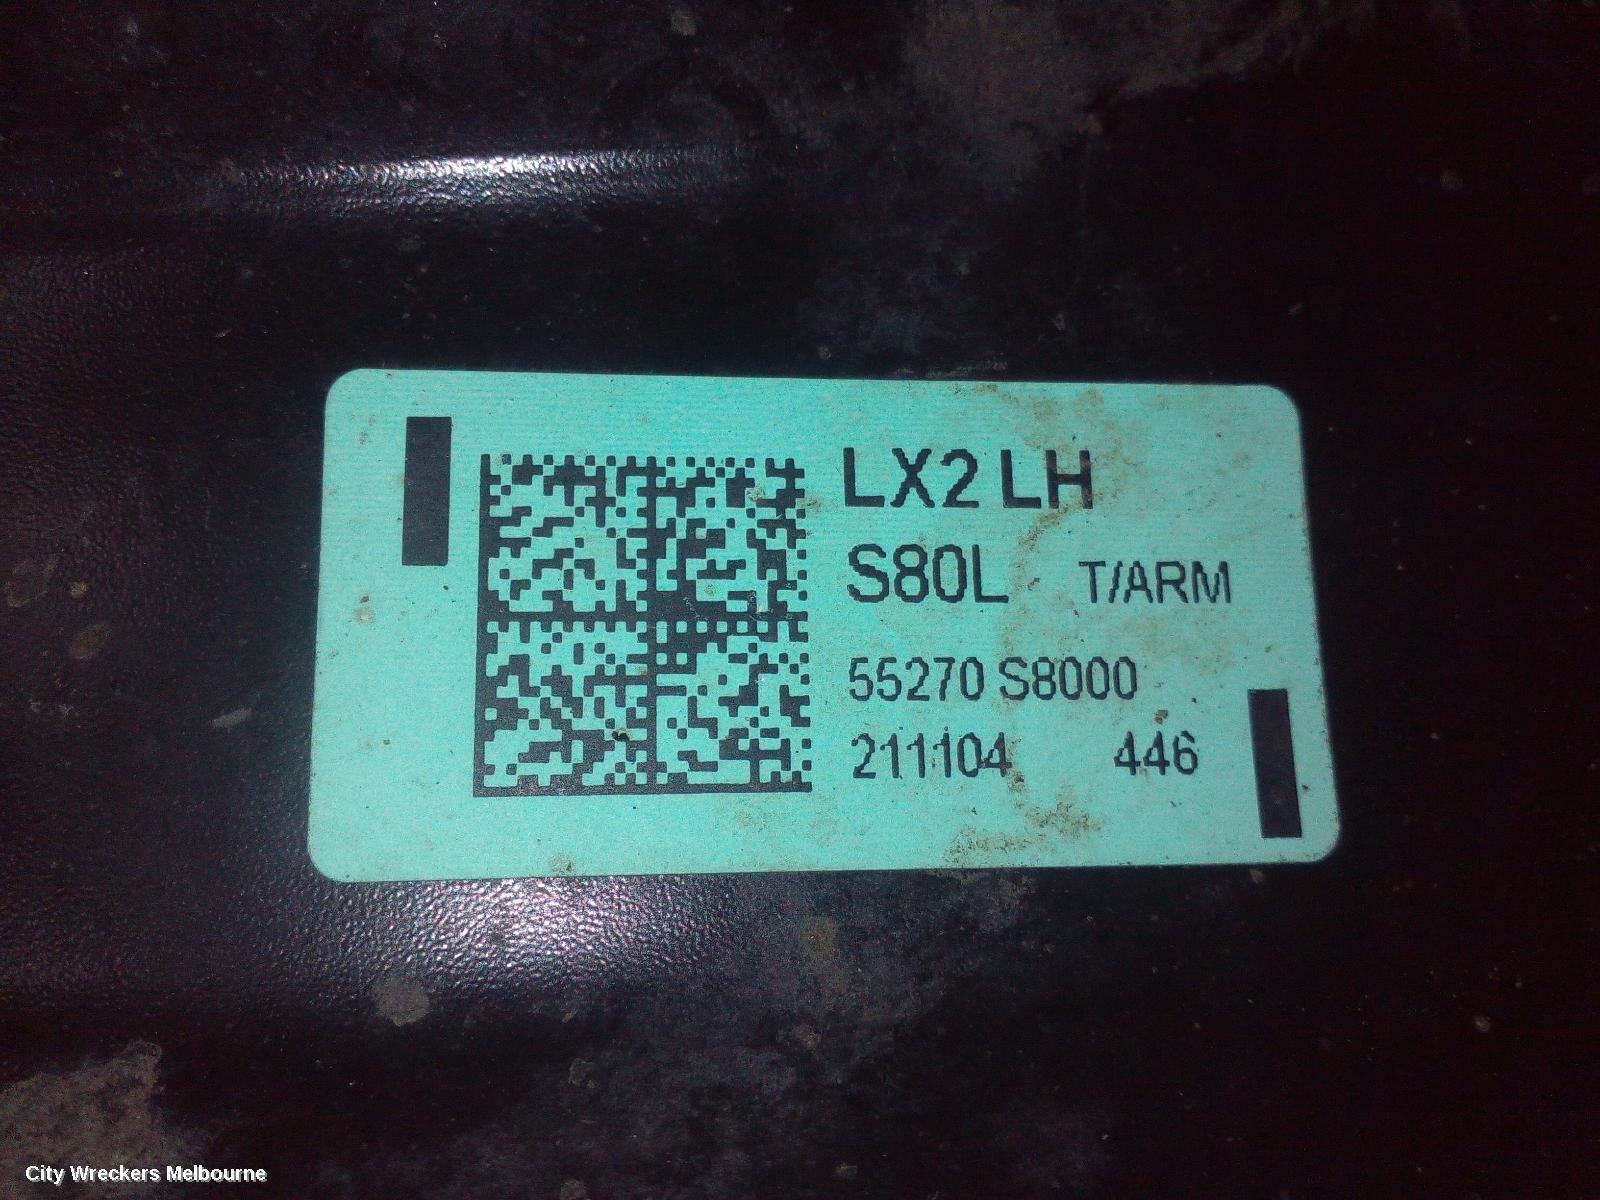 LX2 LH
S80L T/ARM
55270 S8000
211104 446
City Wreckers Melbourne